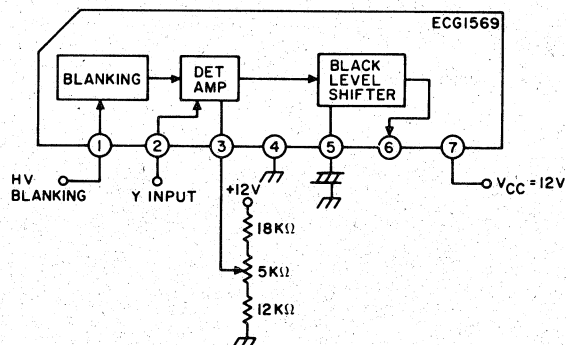 ECG1569
BLANKING
DET
AMP
BLACK
LEVEL
SHIFTER
1 2 3 4 5 6 7
HV
BLANKING
Y INPUT
VCC = 12V
+12V
18KΩ
5KΩ
12KΩ